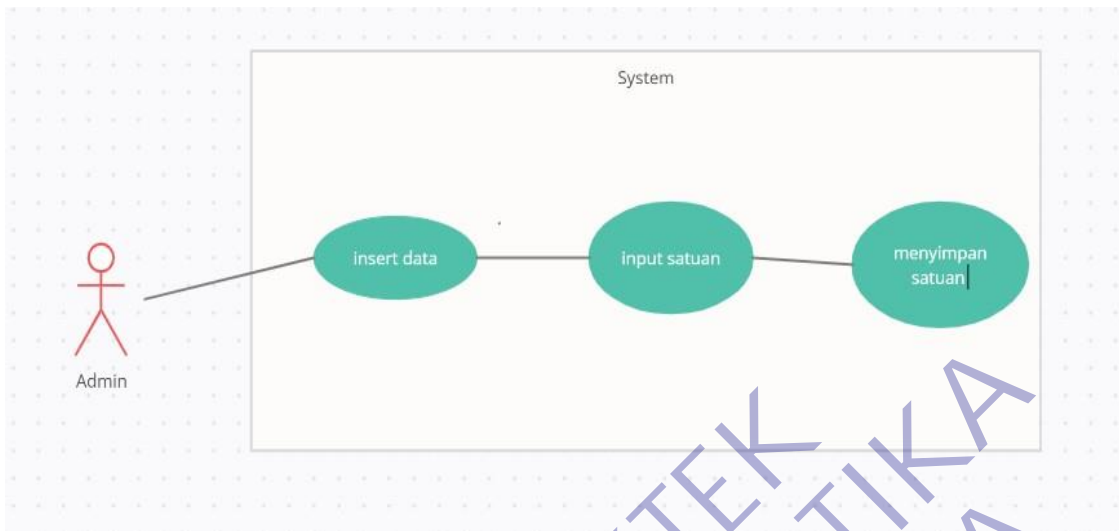 System
insert data
input satuan
menyimpan
satuan
Admin